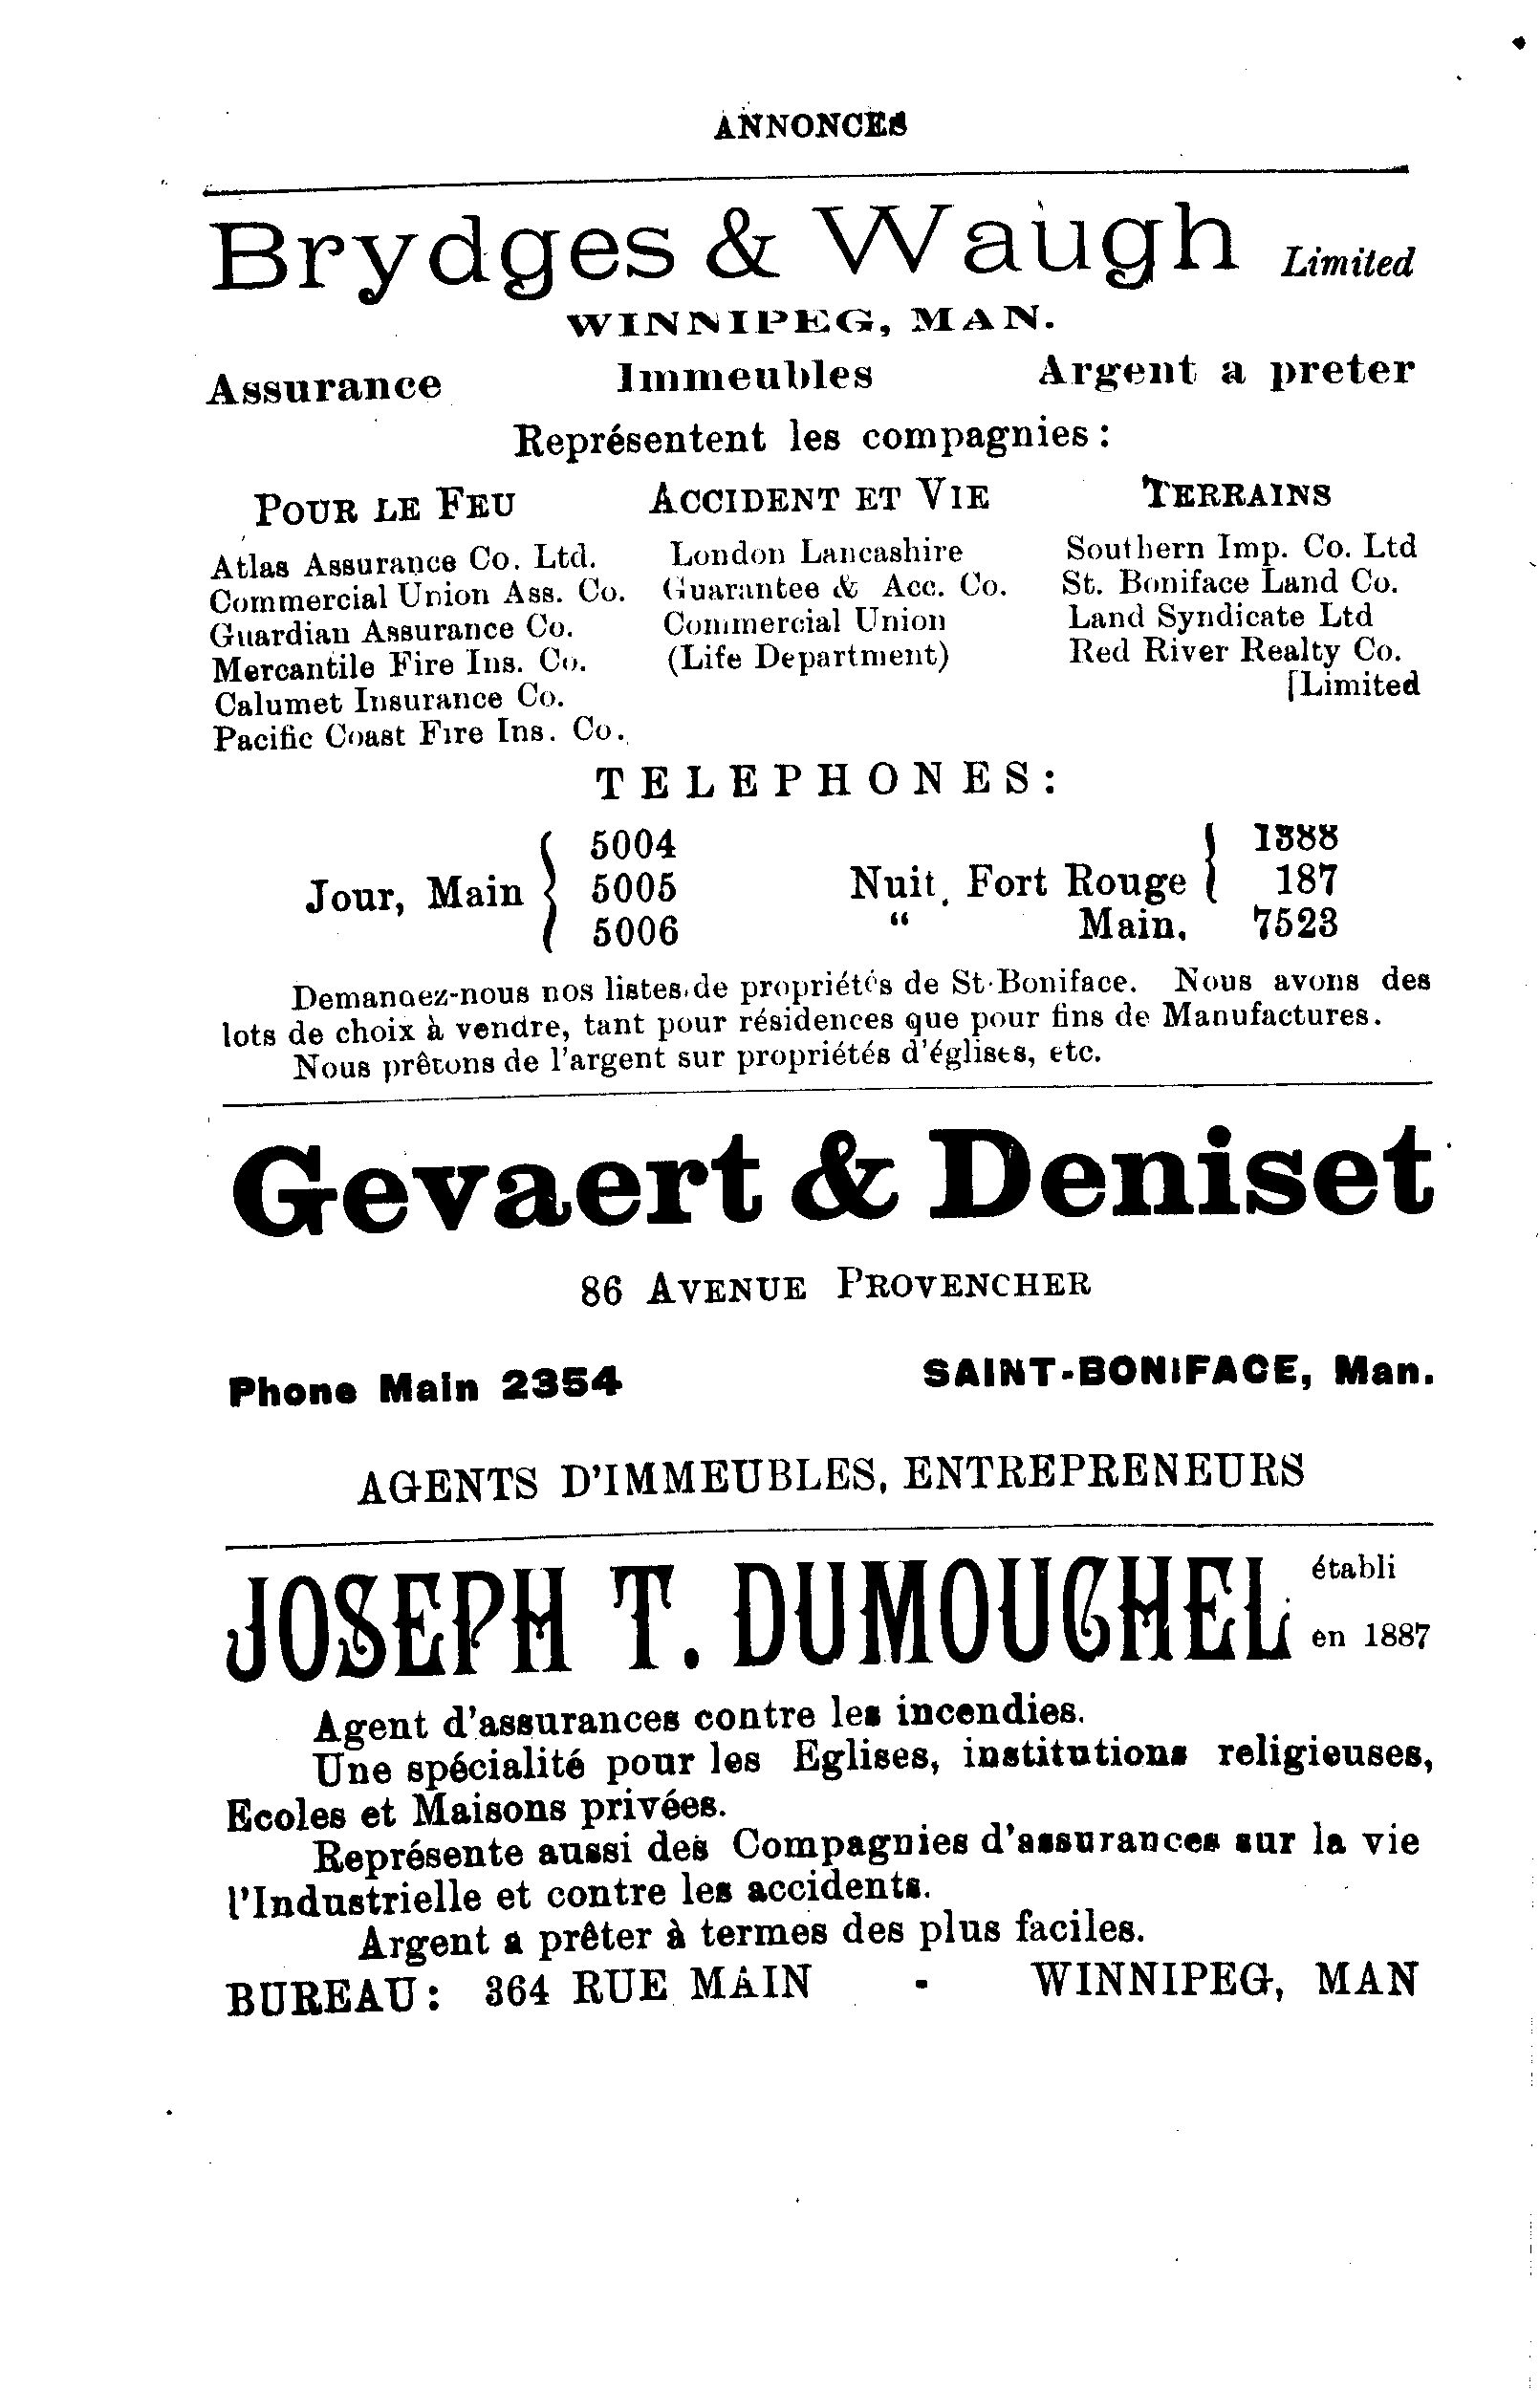 ANNONCES
Brydges & Waugh Limited
WINNIPEG, MAN.
Assurance Immeubles Argent a preter
Représentent les compagnies :
POUR LE FEU
Atlas Assurance Co. Ltd.
Commercial Union Ass. Co.
Guardian Assurance Co.
Mercantile Fire Ins. Co.
Calumet Insurance Co.
Pacific Coast Fire Ins. Co.
ACCIDENT ET VIE
London Lancashire
Guarantee & Acc. Co.
Commercial Union
(Life Department)
TERRAINS
Southern Imp. Co. Ltd
St. Boniface Land Co.
Land Syndicate Ltd
Red River Realty Co.
[Limited
TELEPHONES:
Jour, Main { 5004
5005
5006
Nuit, Fort Rouge { 1388
187
“ Main. 7523
Demandez-nous nos listes de propriétés de St-Boniface. Nous avons des
lots de choix à vendre, tant pour résidences que pour fins de Manufactures.
Nous prêtons de l'argent sur propriétés d'églises, etc.
Gevaert & Deniset
86 AVENUE PROVENCHER
Phone Main 2354 SAINT-BONIFACE, Man.
AGENTS D'IMMEUBLES, ENTREPRENEURS
JOSEPH T. DUMOUCHEL établi
en 1887
Agent d'assurances contre les incendies.
Une spécialité pour les Eglises, institutions religieuses,
Ecoles et Maisons privées.
Représente aussi des Compagnies d'assurances sur la vie
l'Industrielle et contre les accidents.
Argent a prêter à termes des plus faciles.
BUREAU: 364 RUE MAIN - WINNIPEG, MAN